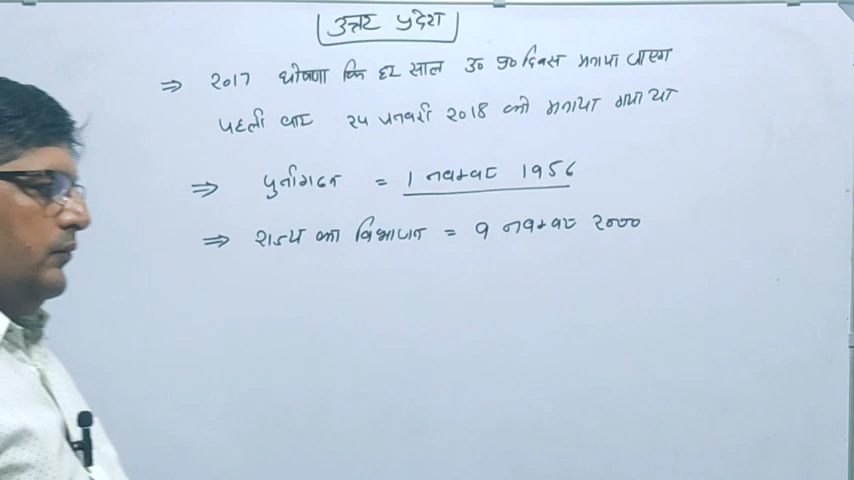 उत्तर प्रदेश
⇒ 2017 घोषणा कि हर साल उ० प्र० दिवस मनाया जाएगा
पहली बार 24 जनवरी 2018 को मनाया गया था
⇒ पुर्नागठन = 1 नवम्बर 1956
⇒ राज्य का विभाजन = 9 नवम्बर 2000